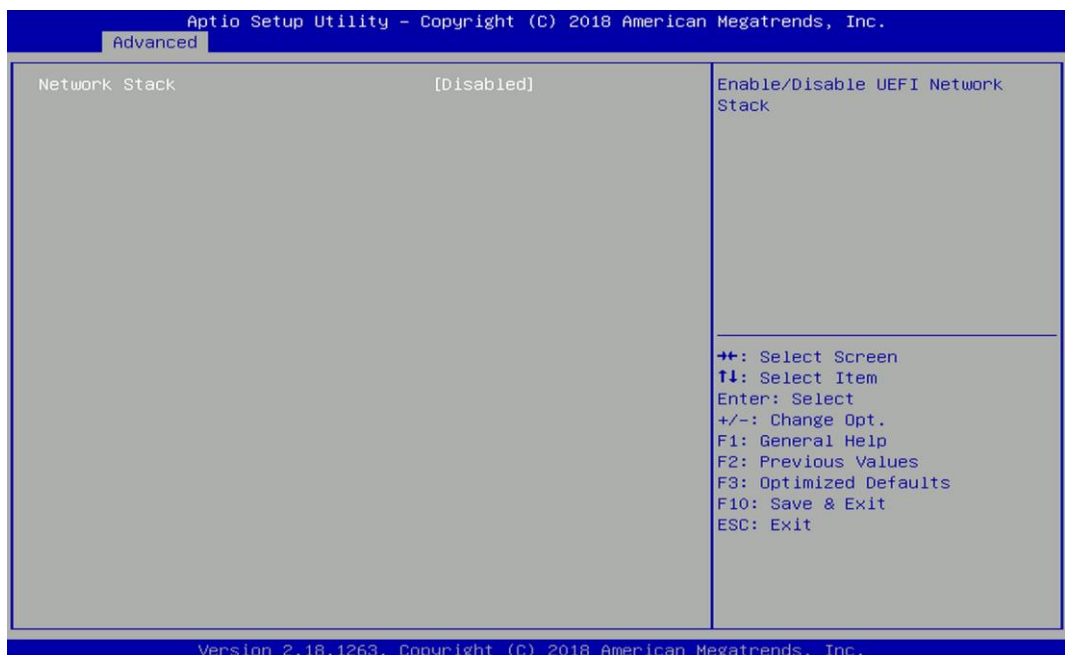 Aptio Setup Utility – Copyright (C) 2018 American Megatrends, Inc.
Advanced
Network Stack [Disabled]
Enable/Disable UEFI Network
Stack
→←: Select Screen
↑↓: Select Item
Enter: Select
+/-: Change Opt.
F1: General Help
F2: Previous Values
F3: Optimized Defaults
F10: Save & Exit
ESC: Exit
Version 2.18.1263. Copyright (C) 2018 American Megatrends, Inc.